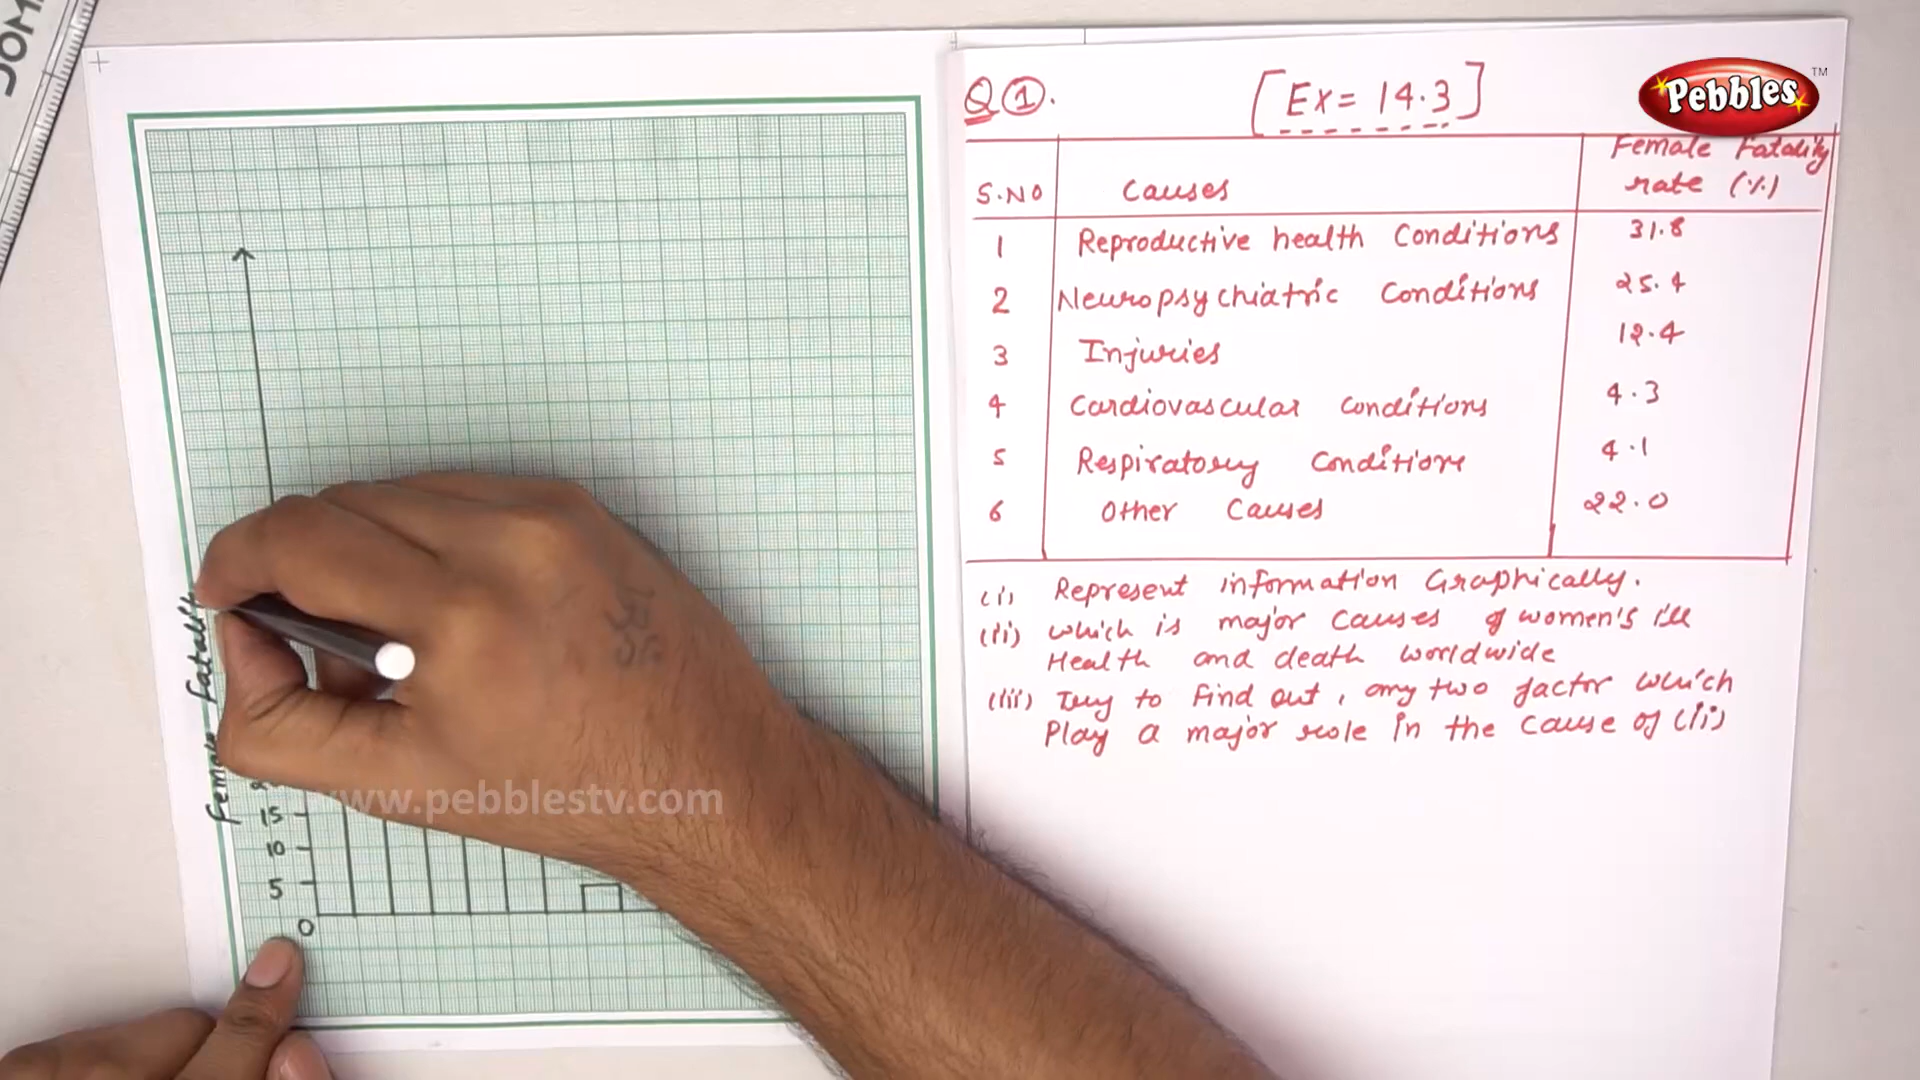 Q 1.
[Ex = 14.3]
Pebbles TM
S.NO Causes Female Fatality rate (%)
1 Reproductive health Conditions 31.8
2 Neuropsychiatric Conditions 25.4
3 Injuries 12.4
4 Cardiovascular Conditions 4.3
5 Respiratory Conditions 4.1
6 Other Causes 22.0
(i) Represent information Graphically.
(ii) which is major Causes of women's ill
Health and death worldwide
(iii) Try to find out, any two factor which
Play a major role in the cause of (ii)
Female fatality
15
10
5
0
www.pebblestv.com